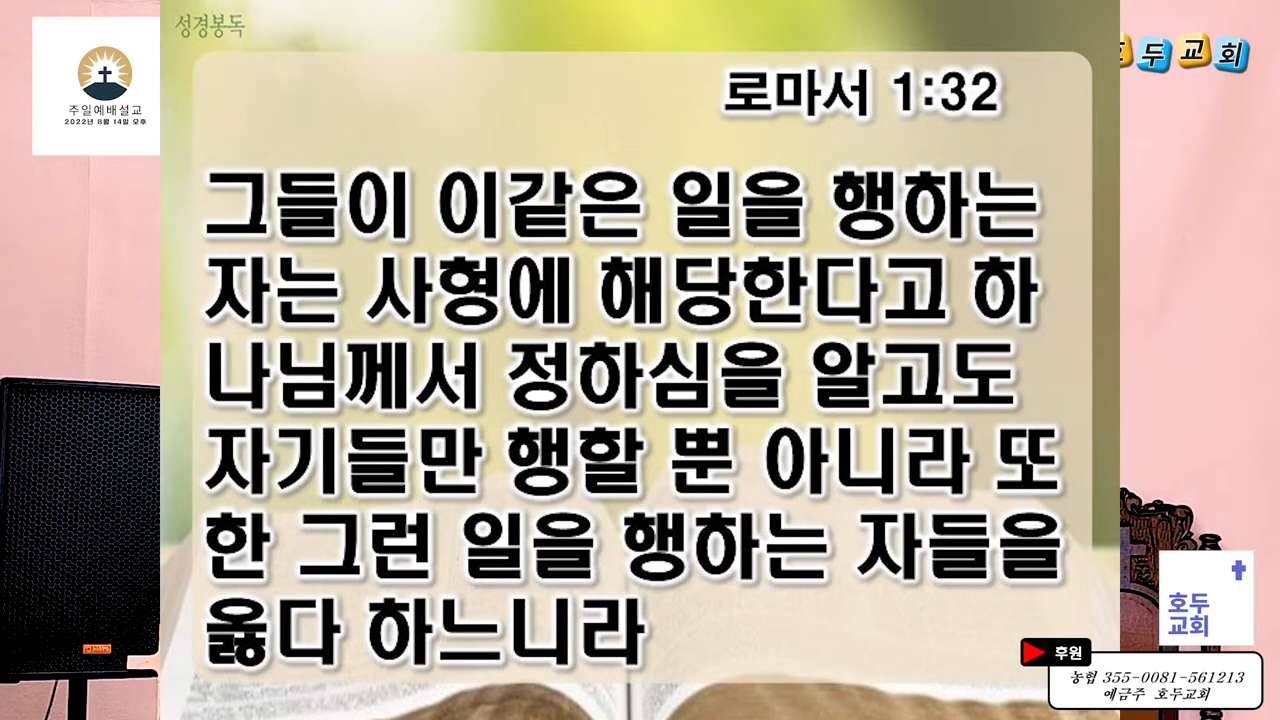 성경봉독
로마서 1:32
그들이 이같은 일을 행하는
자는 사형에 해당한다고 하
나님께서 정하심을 알고도
자기들만 행할 뿐 아니라 또
한 그런 일을 행하는 자들을
옳다 하느니라
주일예배설교
2022년 8월 14일 오후
호두교회
호두
교회
후원
농협 355-0081-561213
예금주 호두교회